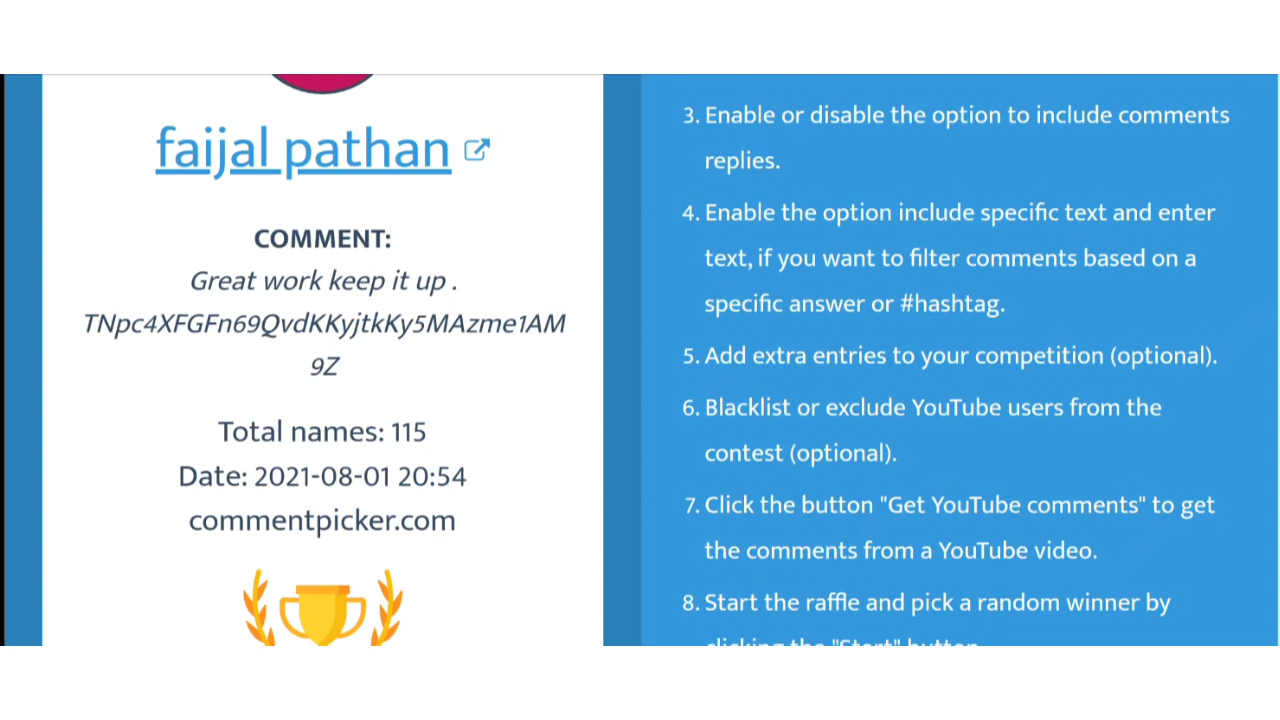 faijal pathan
COMMENT:
Great work keep it up .
TNpc4XFGFn69QvdKKyjtkKy5MAzme1AM
9Z
Total names: 115
Date: 2021-08-01 20:54
commentpicker.com
3. Enable or disable the option to include comments
replies.
4. Enable the option include specific text and enter
text, if you want to filter comments based on a
specific answer or #hashtag.
5. Add extra entries to your competition (optional).
6. Blacklist or exclude YouTube users from the
contest (optional).
7. Click the button "Get YouTube comments" to get
the comments from a YouTube video.
8. Start the raffle and pick a random winner by
clicking the "Start" button.